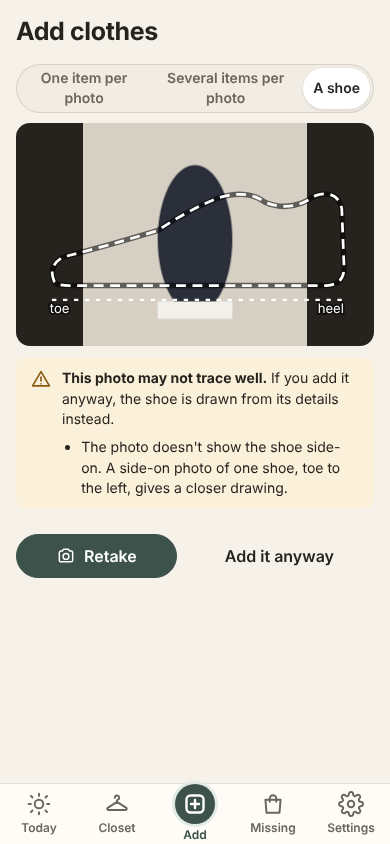 Add clothes
One item per
photo
Several items per
photo
A shoe
toe
heel
This photo may not trace well. If you add it
anyway, the shoe is drawn from its details
instead.
• The photo doesn't show the shoe side-
on. A side-on photo of one shoe, toe to
the left, gives a closer drawing.
Retake
Add it anyway
Today
Closet
Add
Missing
Settings